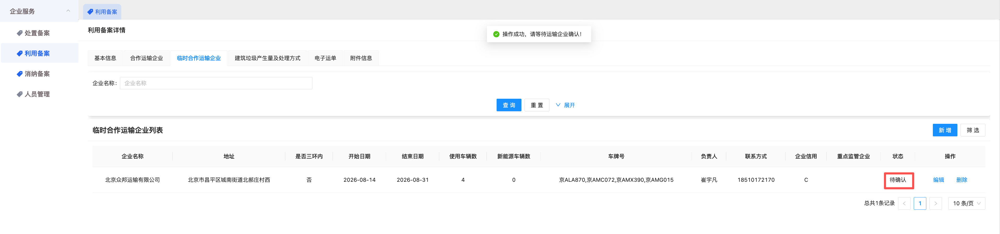 企业服务
利用备案
处置备案
利用备案
消纳备案
人员管理
利用备案详情
操作成功，请等待运输企业确认！
基本信息 合作运输企业 临时合作运输企业 建筑垃圾产生量及处理方式 电子运单 附件信息
企业名称： 企业名称
查 询 重 置 展开
临时合作运输企业列表 新 增 筛 选
企业名称 地址 是否三环内 开始日期 结束日期 使用车辆数 新能源车辆数 车牌号 负责人 联系方式 企业信用 重点监管企业 状态 操作
北京众邦运输有限公司 北京市昌平区城南街道北郝庄村西 否 2026-08-14 2026-08-31 4 0 京ALA870,京AMC072,京AMX390,京AMG015 崔宇凡 18510172170 C 待确认 编辑 删除
总共1条记录 < 1 > 10 条/页